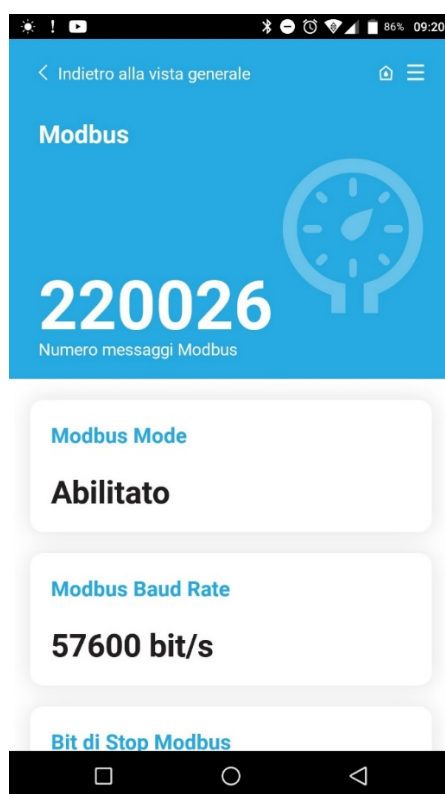 86% 09:20
Indietro alla vista generale
Modbus
220026
Numero messaggi Modbus
Modbus Mode
Abilitato
Modbus Baud Rate
57600 bit/s
Bit di Stop Modbus